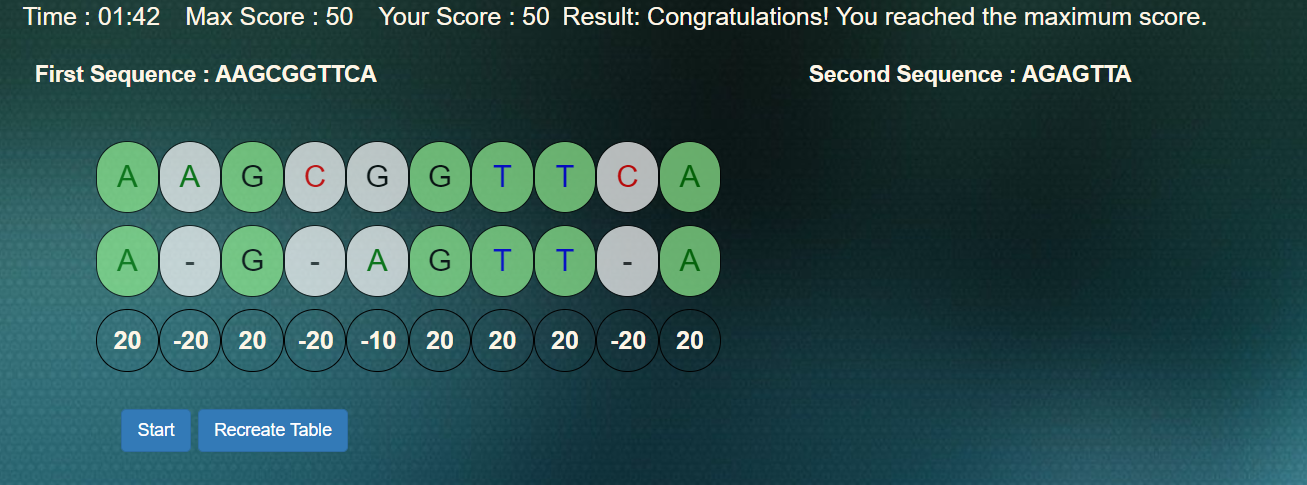 Time : 01:42 Max Score : 50 Your Score : 50 Result: Congratulations! You reached the maximum score.
First Sequence : AAGCGGTTCA Second Sequence : AGAGTTA
A A G C G G T T C A
A - G - A G T T - A
20 -20 20 -20 -10 20 20 20 -20 20
Start Recreate Table